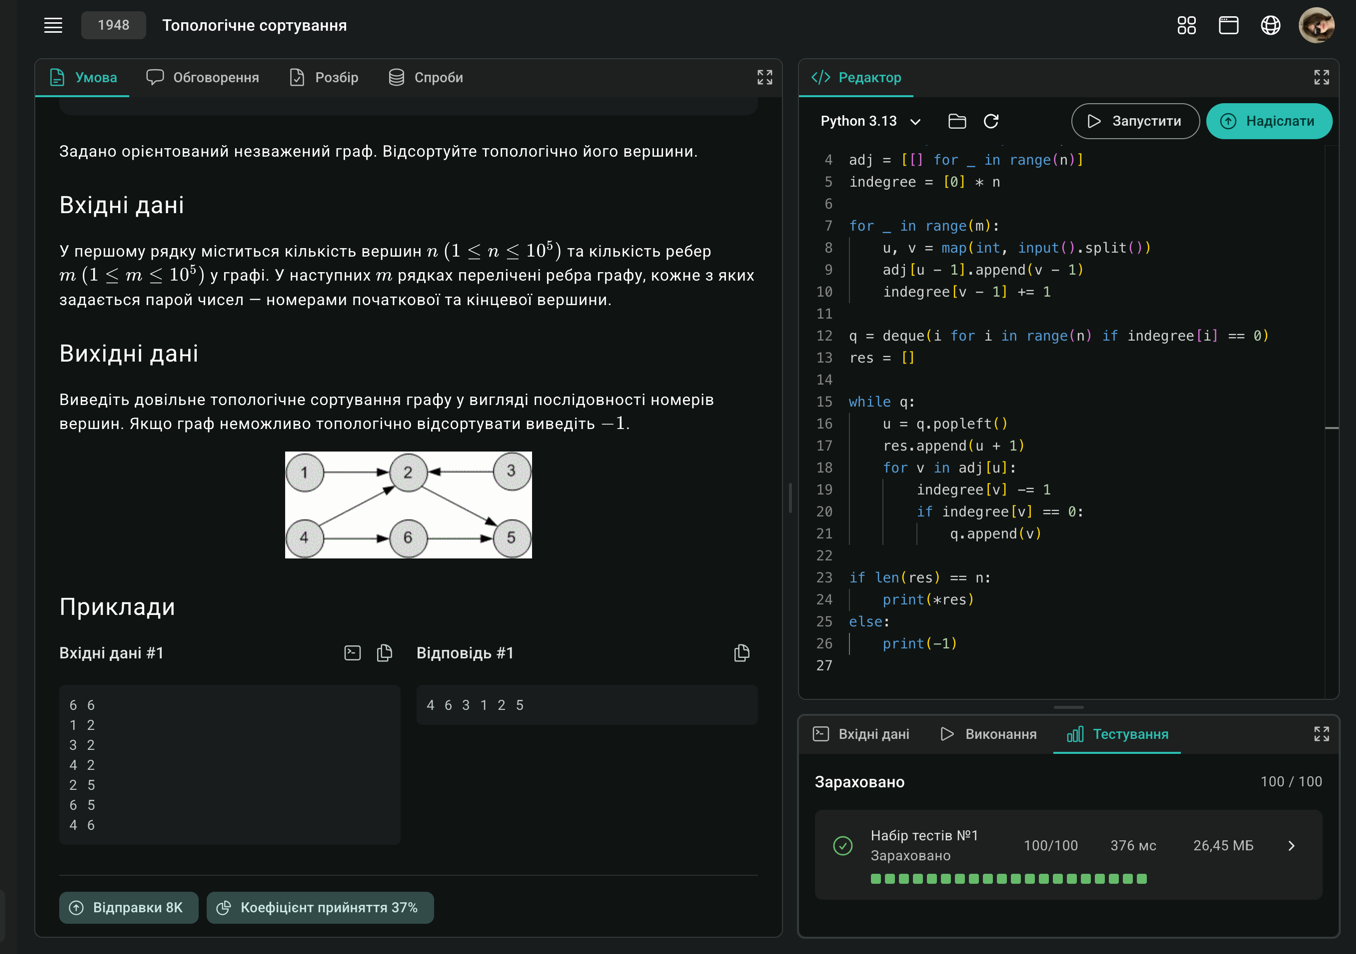 1948
Топологічне сортування
Умова
Обговорення
Розбір
Спроби
Задано орієнтований незважений граф. Відсортуйте топологічно його вершини.
Вхідні дані
У першому рядку міститься кількість вершин n (1 ≤ n ≤ 10⁵) та кількість ребер
m (1 ≤ m ≤ 10⁵) у графі. У наступних m рядках перелічені ребра графу, кожне з яких
задається парой чисел — номерами початкової та кінцевої вершини.
Вихідні дані
Виведіть довільне топологічне сортування графу у вигляді послідовності номерів
вершин. Якщо граф неможливо топологічно відсортувати виведіть −1.
1 2 3
4 6 5
Приклади
Вхідні дані #1
6 6
1 2
3 2
4 2
2 5
6 5
4 6
Відповідь #1
4 6 3 1 2 5
Відправки 8K
Коефіцієнт прийняття 37%
Редактор
Python 3.13
Запустити
Надіслати
4 adj = [[] for _ in range(n)]
5 indegree = [0] * n
6
7 for _ in range(m):
8     u, v = map(int, input().split())
9     adj[u - 1].append(v - 1)
10     indegree[v - 1] += 1
11
12 q = deque(i for i in range(n) if indegree[i] == 0)
13 res = []
14
15 while q:
16     u = q.popleft()
17     res.append(u + 1)
18     for v in adj[u]:
19         indegree[v] -= 1
20         if indegree[v] == 0:
21             q.append(v)
22
23 if len(res) == n:
24     print(*res)
25 else:
26     print(-1)
27
Вхідні дані
Виконання
Тестування
Зараховано
100 / 100
Набір тестів №1
Зараховано
100/100
376 мс
26,45 МБ